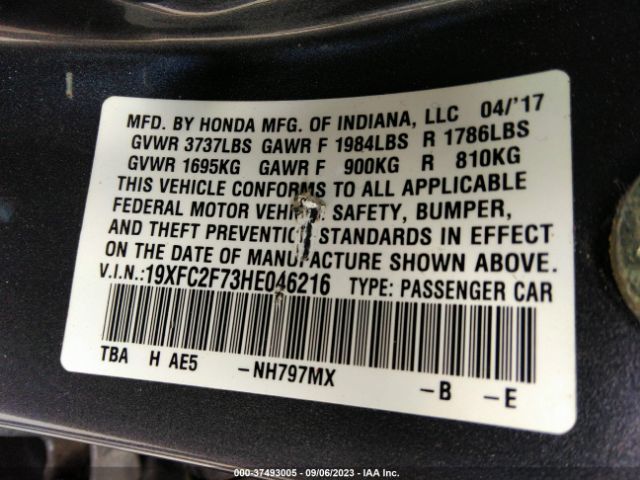 MFD. BY HONDA MFG. OF INDIANA, LLC 04/'17
GVWR 3737LBS GAWR F 1984LBS R 1786LBS
GVWR 1695KG GAWR F 900KG R 810KG
THIS VEHICLE CONFORMS TO ALL APPLICABLE
FEDERAL MOTOR VEHI SAFETY, BUMPER,
AND THEFT PREVENTI STANDARDS IN EFFECT
ON THE DATE OF MANUFACTURE SHOWN ABOVE.
V.I.N.:19XFC2F73HE046216 TYPE: PASSENGER CAR
TBA H AE5 -NH797MX -B -E
000-37493005 - 09/06/2023 - IAA Inc.